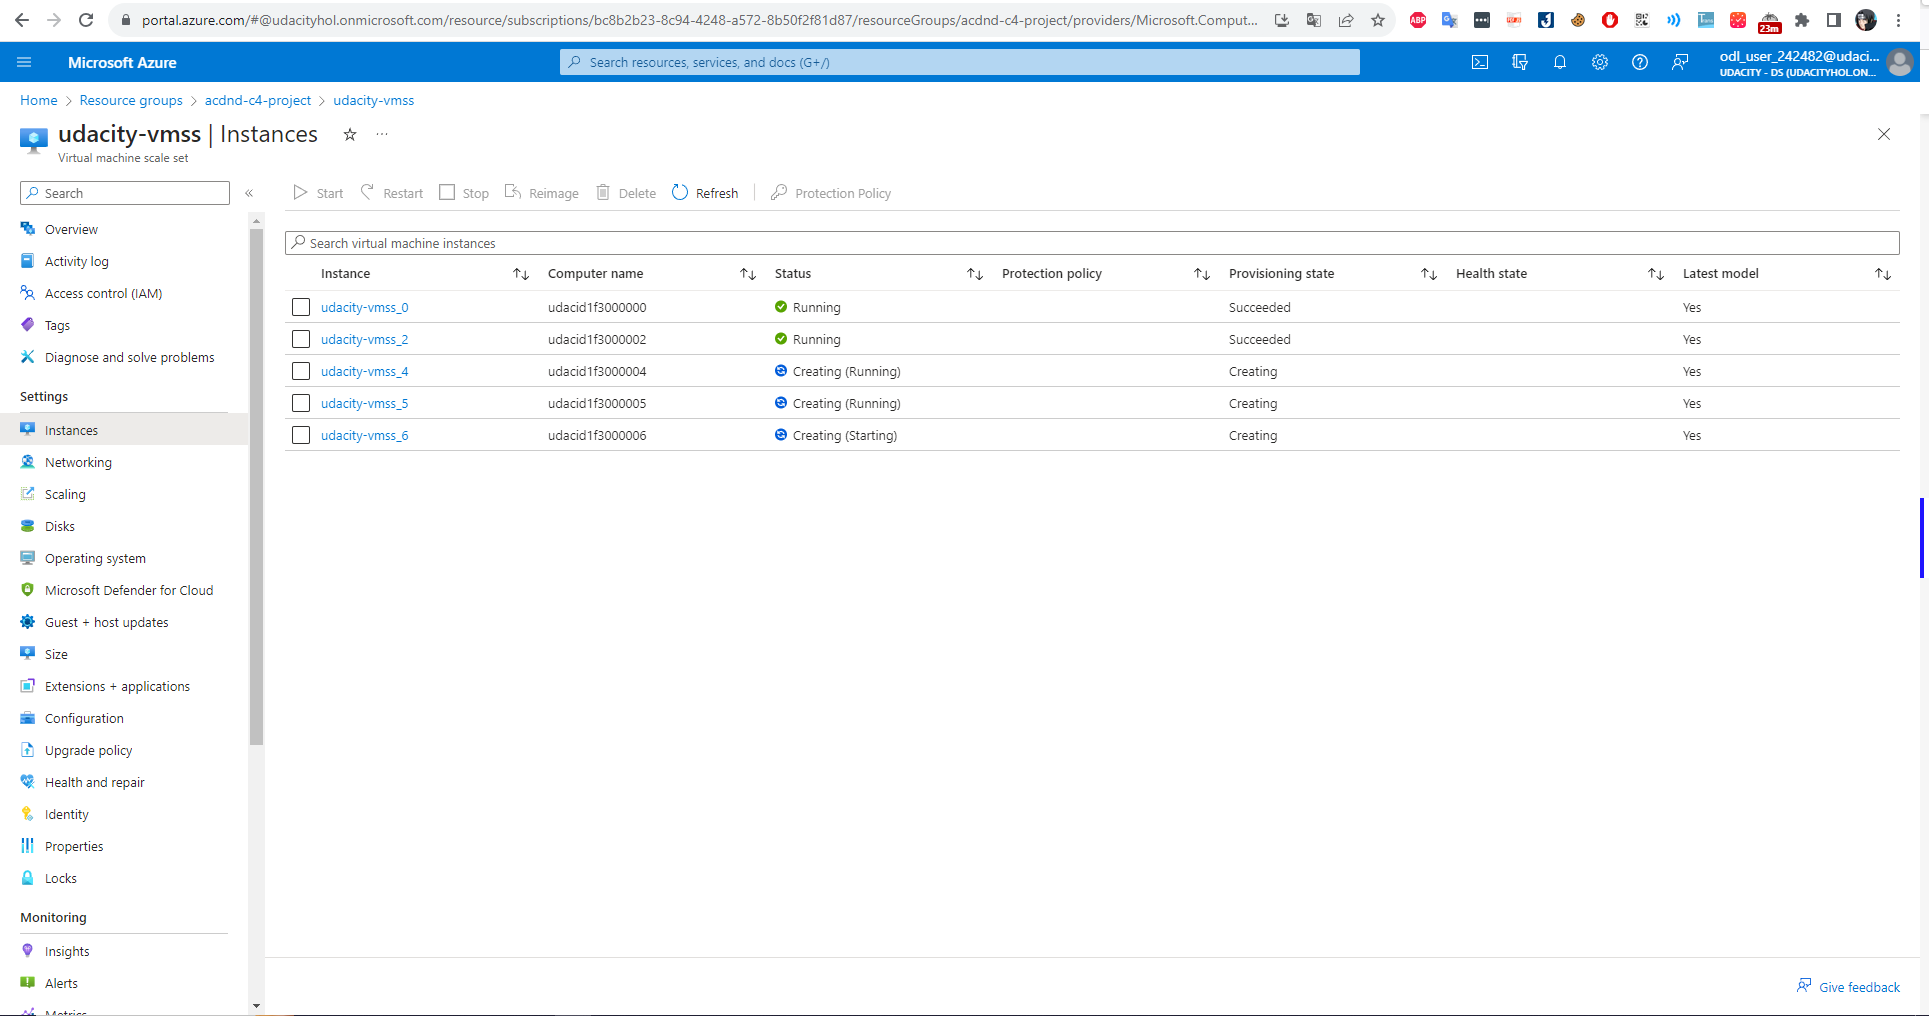 portal.azure.com/#@udacityhol.onmicrosoft.com/resource/subscriptions/bc8b2b23-8c94-4248-a572-8b50f2f81d87/resourceGroups/acdnd-c4-project/providers/Microsoft.Comput...
ABP
23m
Microsoft Azure
Search resources, services, and docs (G+/)
odl_user_242482@udaci...
UDACITY - DS (UDACITYHOL.ON...
Home > Resource groups > acdnd-c4-project > udacity-vmss
udacity-vmss | Instances
Virtual machine scale set
Search
Start Restart Stop Reimage Delete Refresh Protection Policy
Search virtual machine instances
Instance Computer name Status Protection policy Provisioning state Health state Latest model
udacity-vmss_0 udacid1f3000000 Running Succeeded Yes
udacity-vmss_2 udacid1f3000002 Running Succeeded Yes
udacity-vmss_4 udacid1f3000004 Creating (Running) Creating Yes
udacity-vmss_5 udacid1f3000005 Creating (Running) Creating Yes
udacity-vmss_6 udacid1f3000006 Creating (Starting) Creating Yes
Overview
Activity log
Access control (IAM)
Tags
Diagnose and solve problems
Settings
Instances
Networking
Scaling
Disks
Operating system
Microsoft Defender for Cloud
Guest + host updates
Size
Extensions + applications
Configuration
Upgrade policy
Health and repair
Identity
Properties
Locks
Monitoring
Insights
Alerts
Metrics
Give feedback